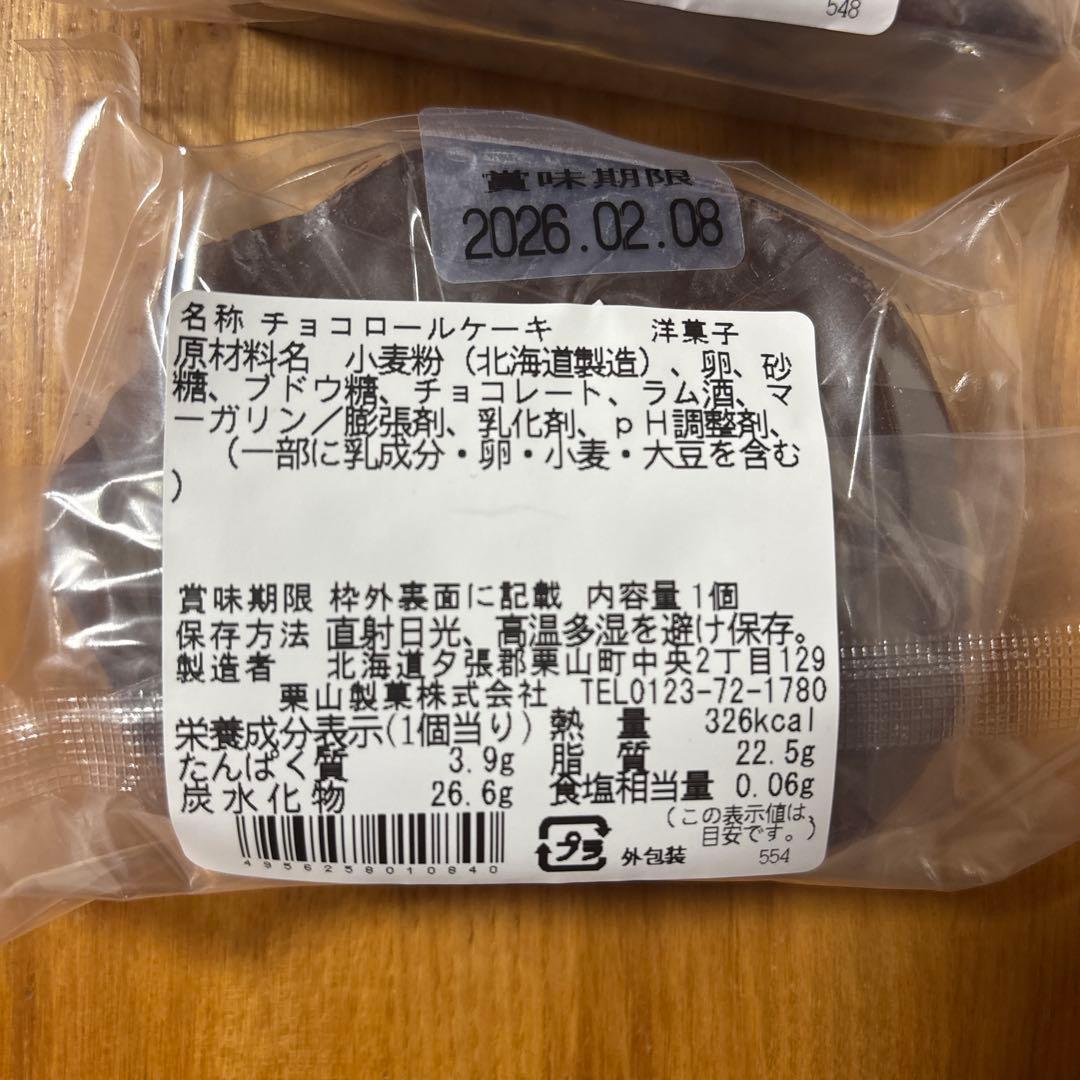 548
賞味期限
2026.02.08
名称 チョコロールケーキ 洋菓子
原材料名 小麦粉（北海道製造）、卵、砂
糖、ブドウ糖、チョコレート、ラム酒、マ
ーガリン／膨張剤、乳化剤、ｐＨ調整剤、
（一部に乳成分・卵・小麦・大豆を含む
）
賞味期限 枠外裏面に記載 内容量 1個
保存方法 直射日光、高温多湿を避け保存。
製造者 北海道夕張郡栗山町中央2丁目129
栗山製菓株式会社 TEL0123-72-1780
栄養成分表示(1個当り) 熱量 326kcal
たんぱく質 3.9g 脂質 22.5g
炭水化物 26.6g 食塩相当量 0.06g
（この表示値は、
目安です。）
4956258010840 プラ 外包装 554